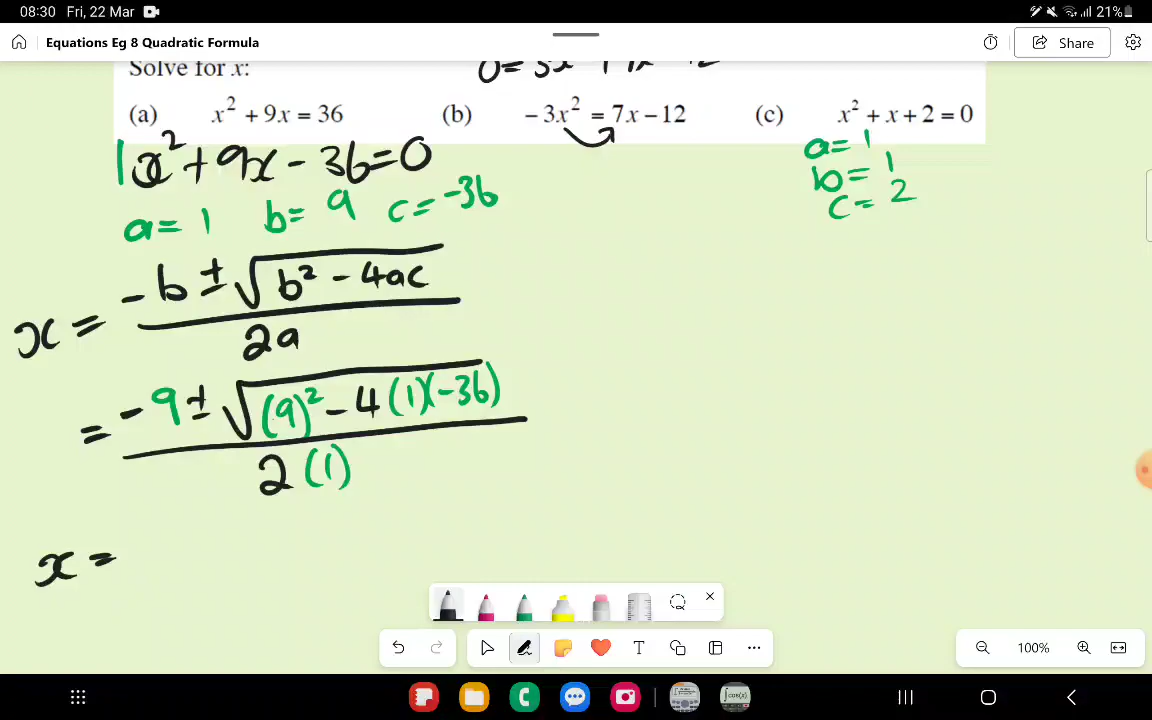 08:30 Fri, 22 Mar 21%
Equations Eg 8 Quadratic Formula
Share
Solve for x:
(a) x² + 9x = 36 (b) −3x² = 7x − 12 (c) x² + x + 2 = 0
1x² + 9x − 36 = 0
a = 1
b = 1
c = 2
a = 1 b = 9 c = -36
x = -b ± √(b² − 4ac) / 2a
= -9 ± √((9)² − 4(1)(-36)) / 2(1)
x =
T
100%